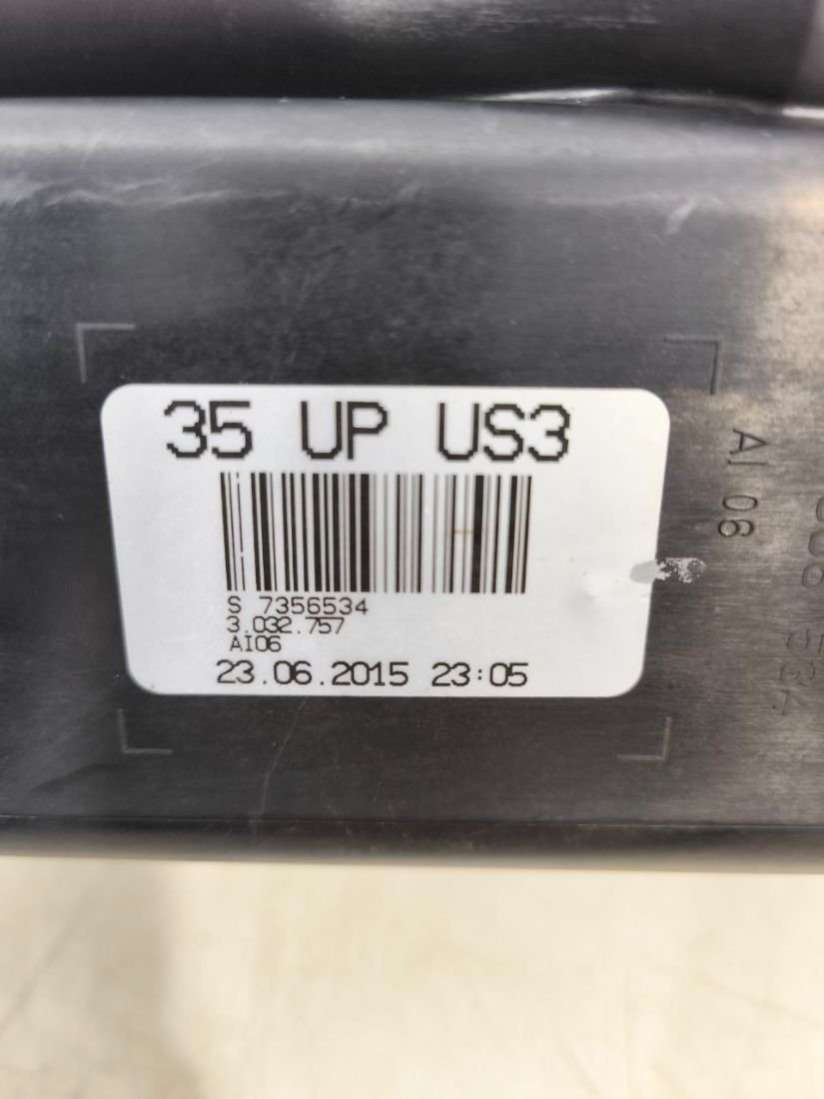 35 UP US3
S 7356534
3.032.757
AI06
23.06.2015 23:05
AI 06